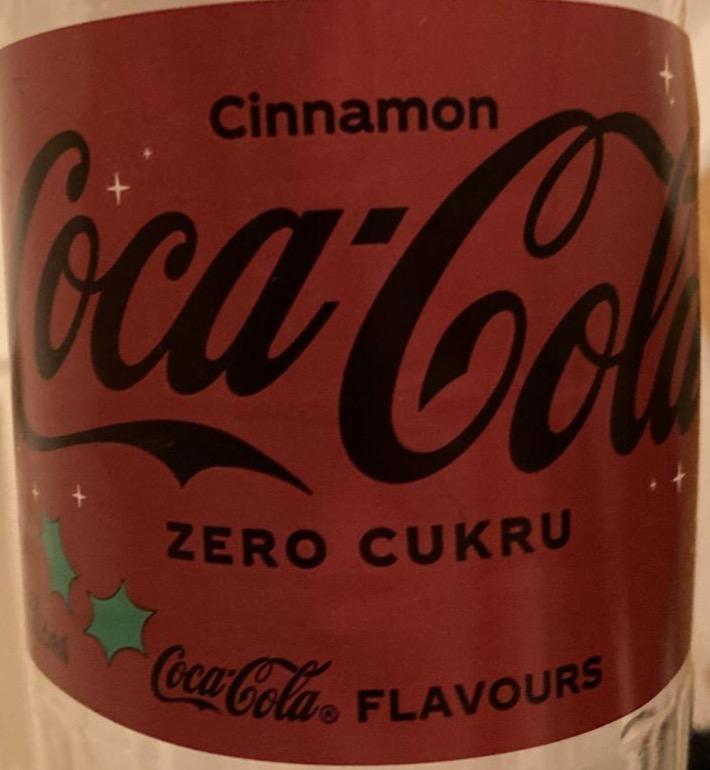 Cinnamon
Coca-Cola
ZERO CUKRU
Coca-Cola® FLAVOURS